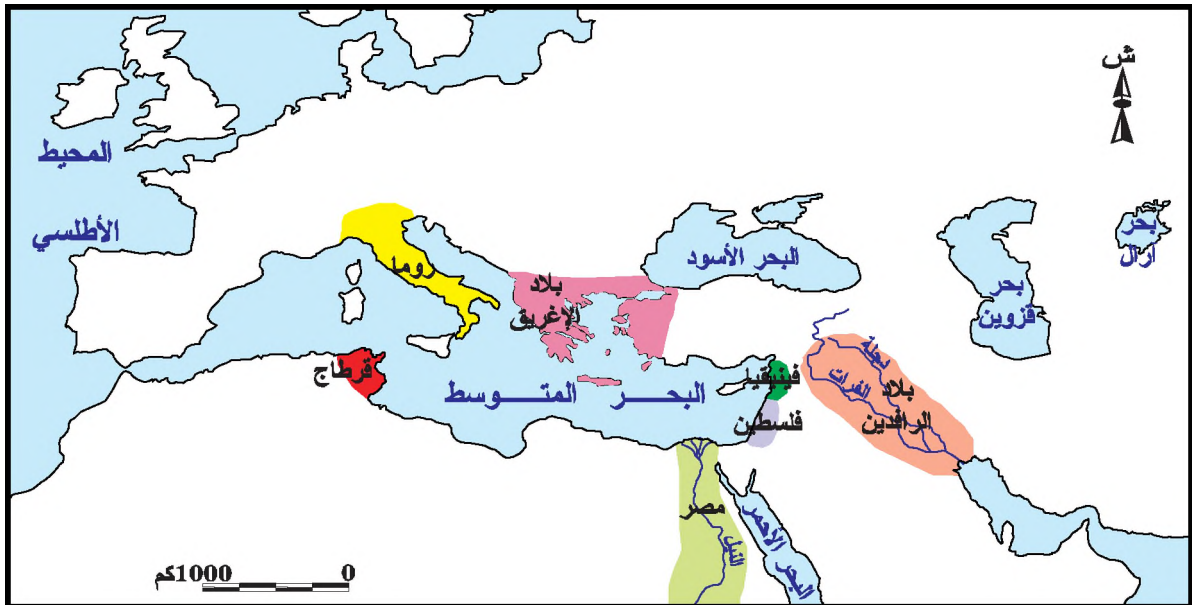 ش
المحيط
الأطلسي
روما
بلاد
الإغريق
البحر الأسود
بحر
قزوين
بحر
آرال
قرطاج
البحر المتوسط
فينيقيا
فلسطين
دجلة
الفرات
بلاد
الرافدين
مصر
النيل
البحر الأحمر
1000كم 0